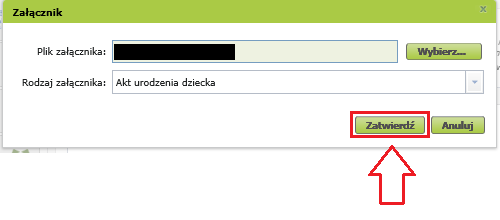 Załącznik
Plik załącznika: Wybierz...
Rodzaj załącznika: Akt urodzenia dziecka
Zatwierdź Anuluj